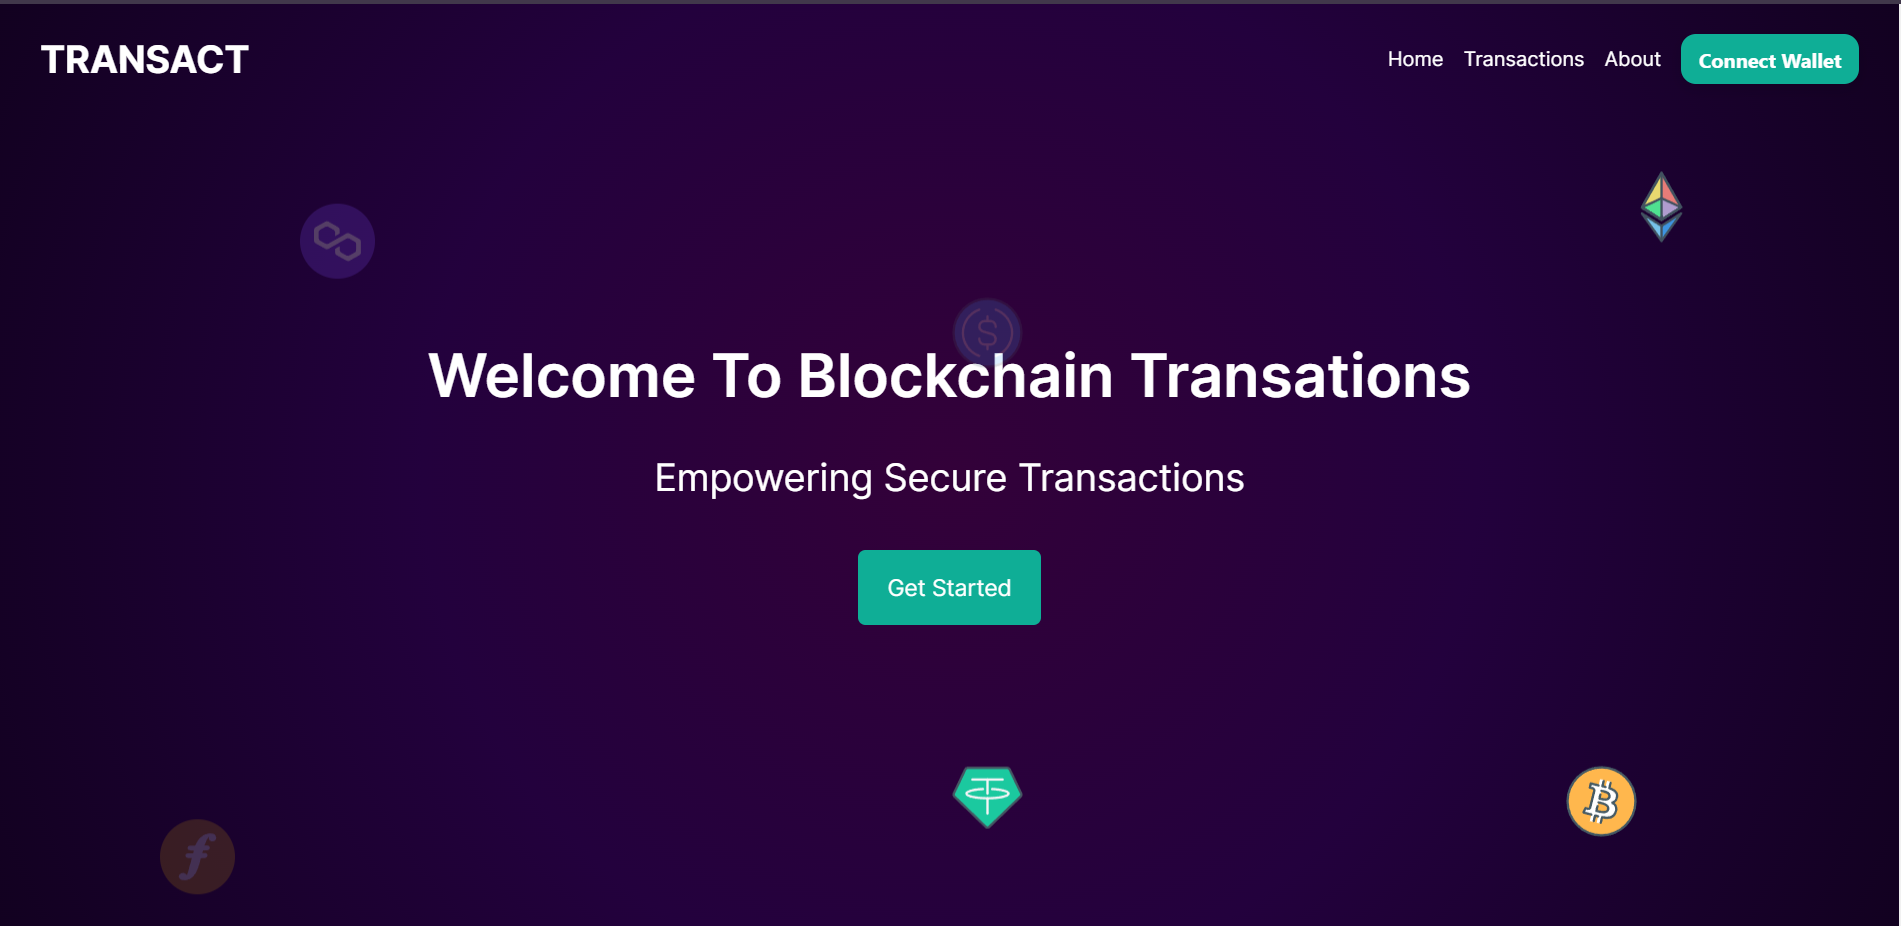 TRANSACT
Home Transactions About Connect Wallet
Welcome To Blockchain Transations
Empowering Secure Transactions
Get Started